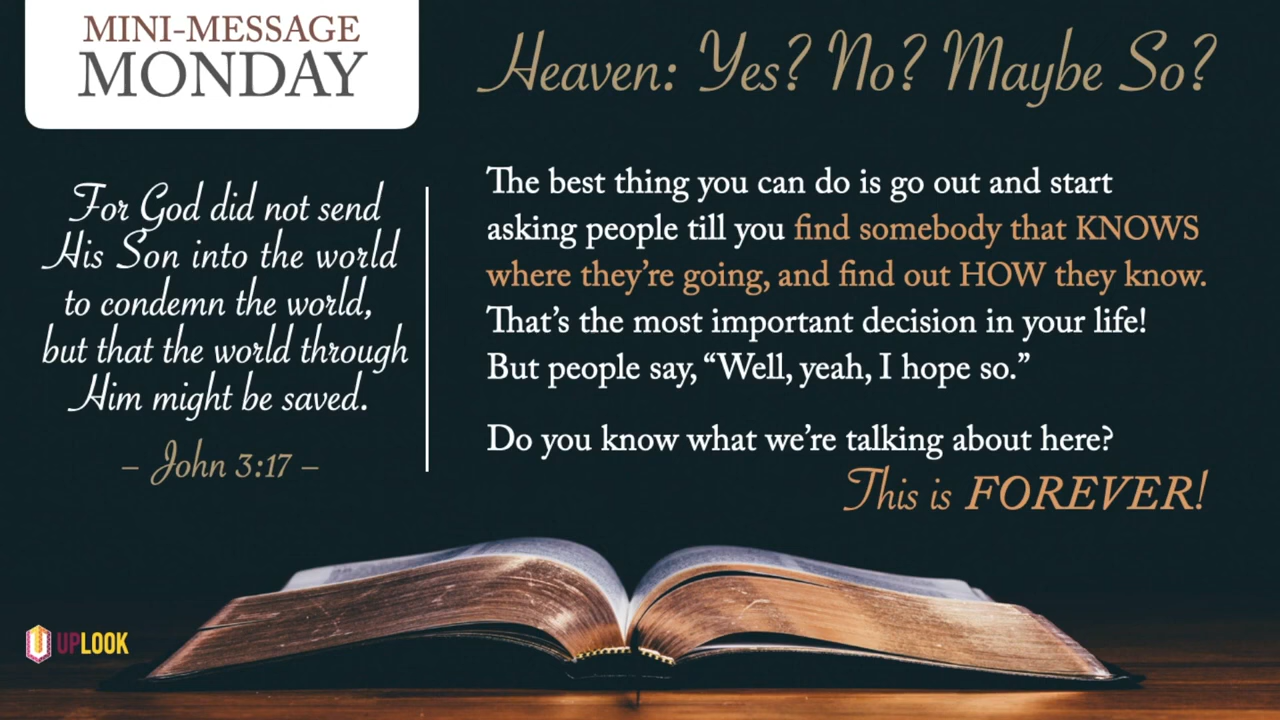 MINI-MESSAGE
MONDAY
Heaven: Yes? No? Maybe So?
For God did not send
His Son into the world
to condemn the world,
but that the world through
Him might be saved.
– John 3:17 –
The best thing you can do is go out and start
asking people till you find somebody that KNOWS
where they’re going, and find out HOW they know.
That’s the most important decision in your life!
But people say, “Well, yeah, I hope so.”
Do you know what we’re talking about here?
This is FOREVER!
UPLOOK